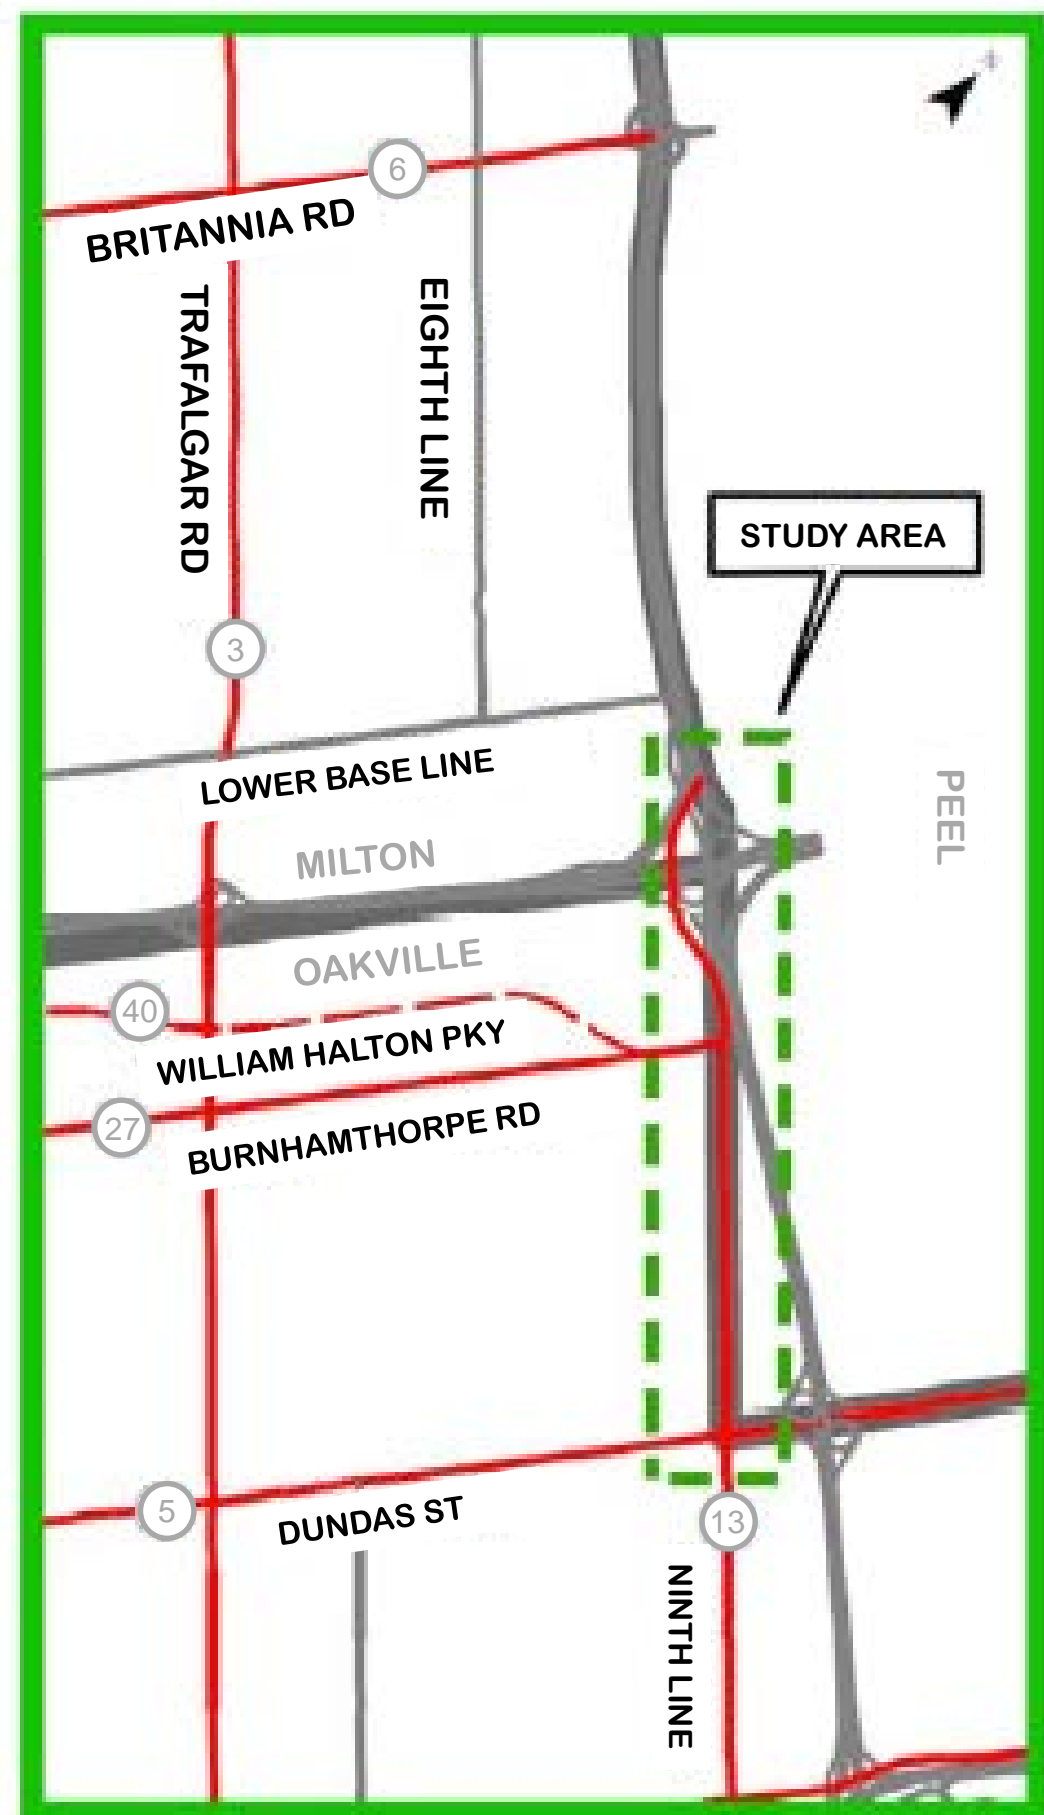 6
BRITANNIA RD
TRAFALGAR RD
EIGHTH LINE
STUDY AREA
3
LOWER BASE LINE
PEEL
MILTON
OAKVILLE
40
WILLIAM HALTON PKY
27
BURNHAMTHORPE RD
5
DUNDAS ST
13
NINTH LINE